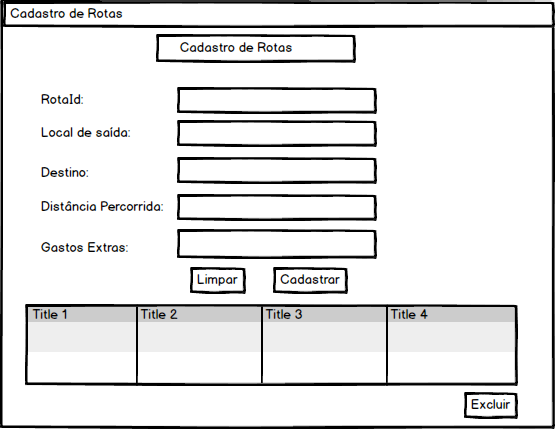 Cadastro de Rotas
Cadastro de Rotas
RotaId:
Local de saída:
Destino:
Distância Percorrida:
Gastos Extras:
Limpar Cadastrar
Title 1 Title 2 Title 3 Title 4
Excluir